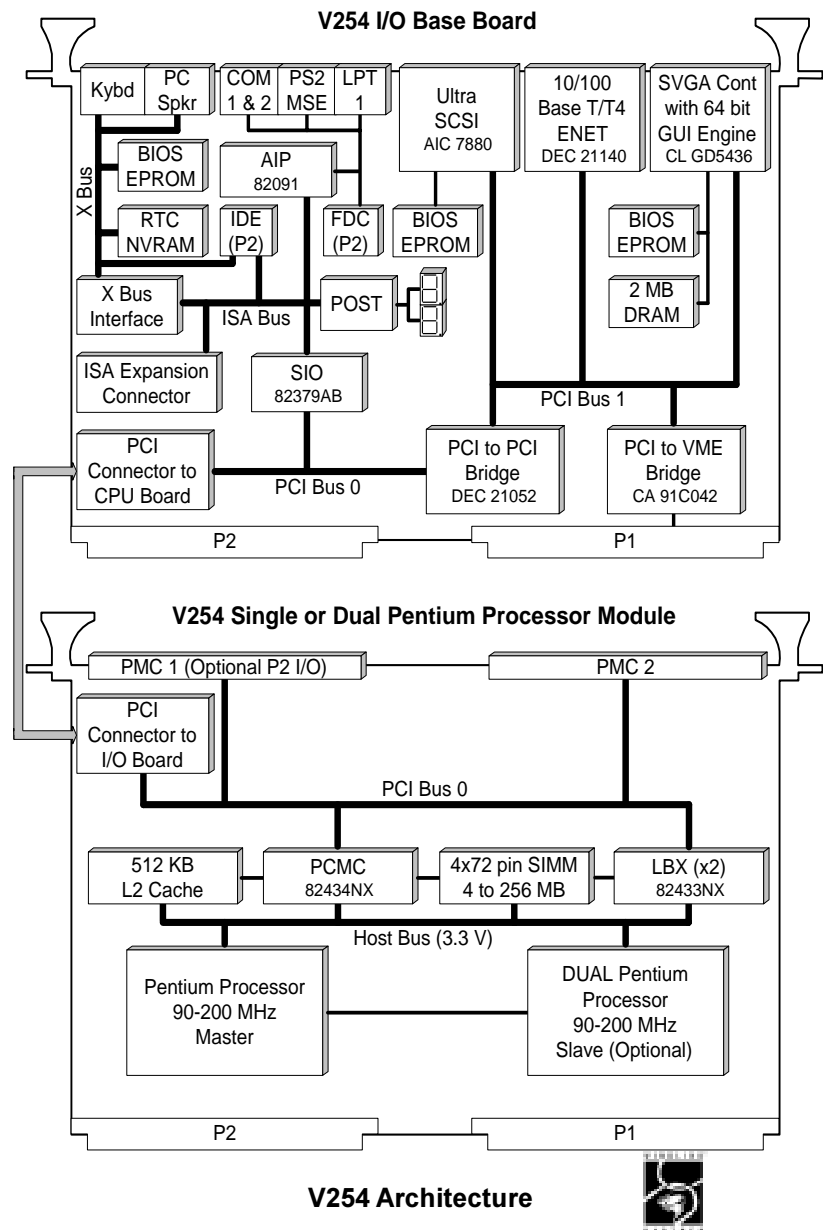 V254 I/O Base Board
Kybd
PC
Spkr
COM
1 & 2
PS2
MSE
LPT
1
Ultra
SCSI
AIC 7880
10/100
Base T/T4
ENET
DEC 21140
SVGA Cont
with 64 bit
GUI Engine
CL GD5436
X Bus
BIOS
EPROM
AIP
82091
RTC
NVRAM
IDE
(P2)
FDC
(P2)
BIOS
EPROM
BIOS
EPROM
X Bus
Interface
ISA Bus
POST
2 MB
DRAM
ISA Expansion
Connector
SIO
82379AB
PCI Bus 1
PCI
Connector to
CPU Board
PCI Bus 0
PCI to PCI
Bridge
DEC 21052
PCI to VME
Bridge
CA 91C042
P2
P1
V254 Single or Dual Pentium Processor Module
PMC 1 (Optional P2 I/O)
PMC 2
PCI
Connector to
I/O Board
PCI Bus 0
512 KB
L2 Cache
PCMC
82434NX
4x72 pin SIMM
4 to 256 MB
LBX (x2)
82433NX
Host Bus (3.3 V)
Pentium Processor
90-200 MHz
Master
DUAL Pentium
Processor
90-200 MHz
Slave (Optional)
P2
P1
V254 Architecture